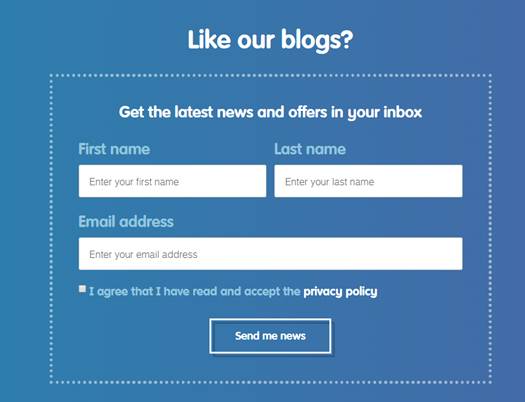 Like our blogs?
Get the latest news and offers in your inbox
First name
Last name
Enter your first name
Enter your last name
Email address
Enter your email address
I agree that I have read and accept the privacy policy
Send me news